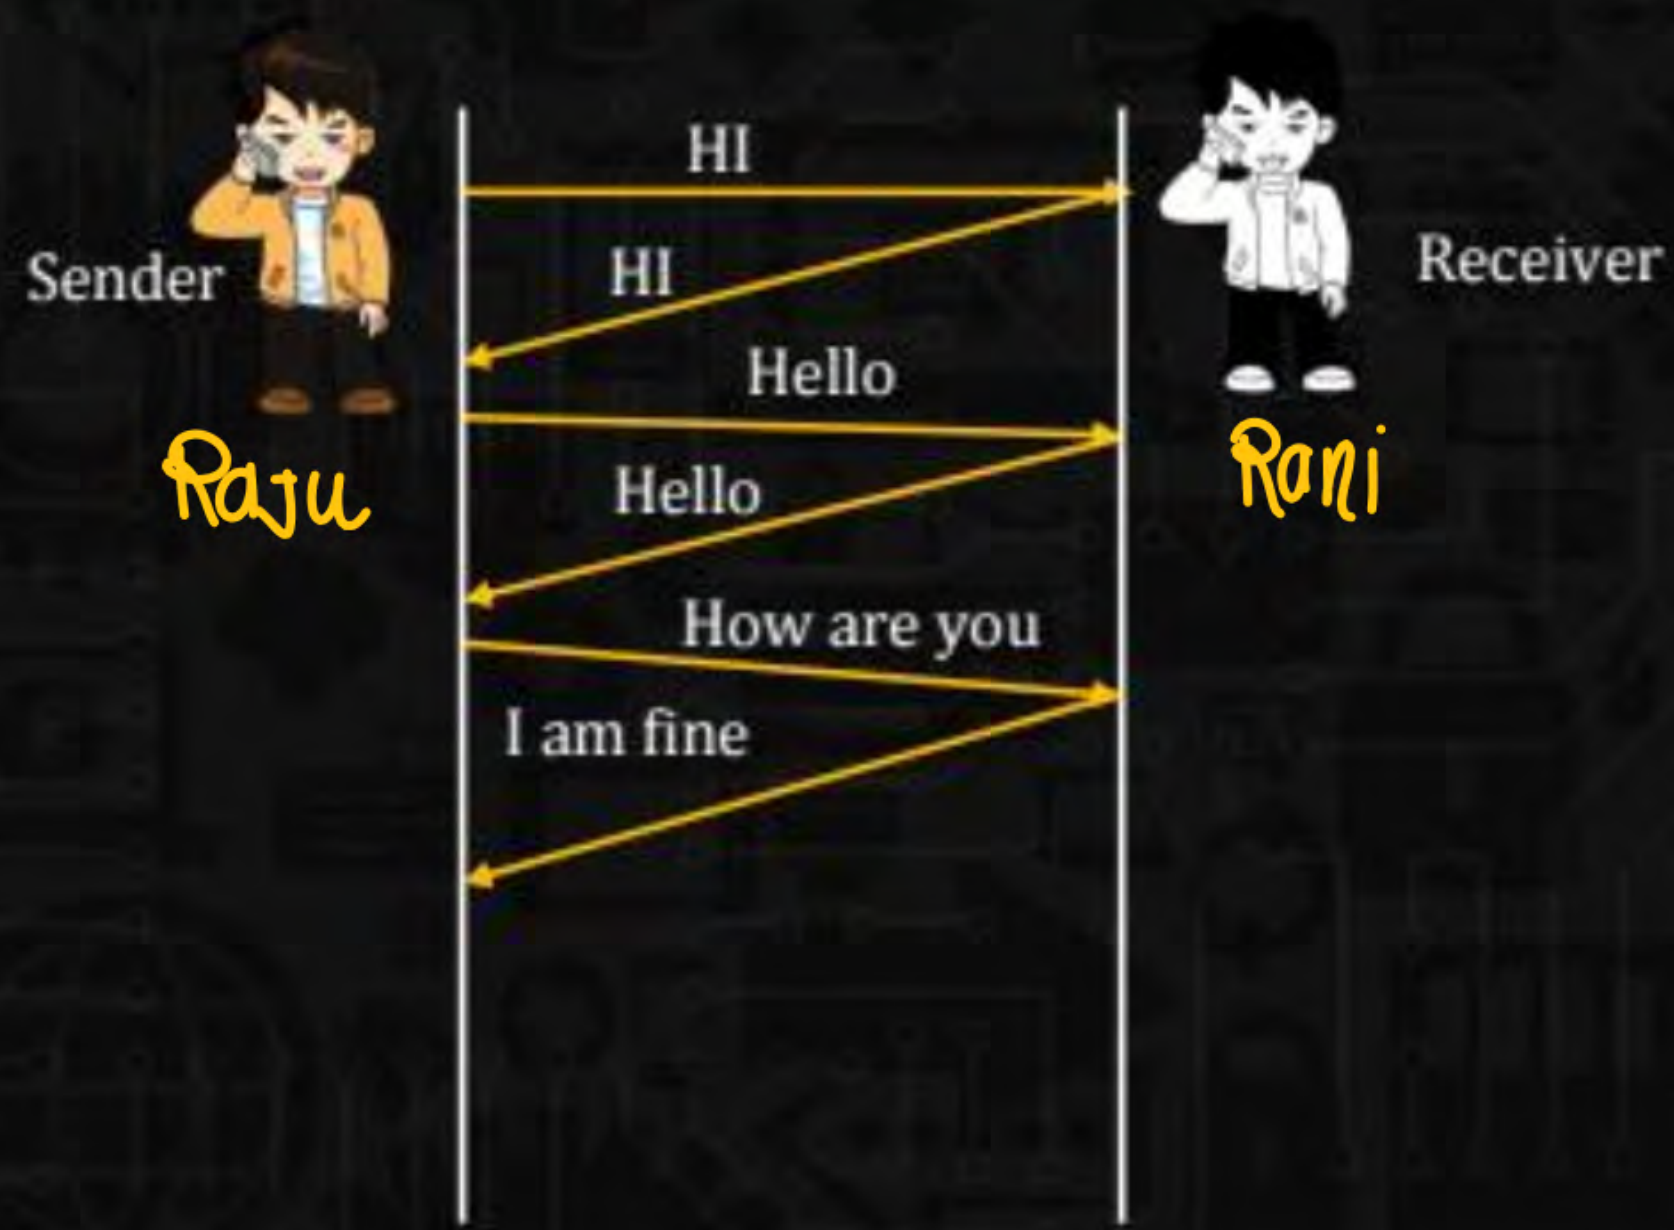 HI
HI
Sender
Receiver
Hello
Raju
Rani
Hello
How are you
I am fine